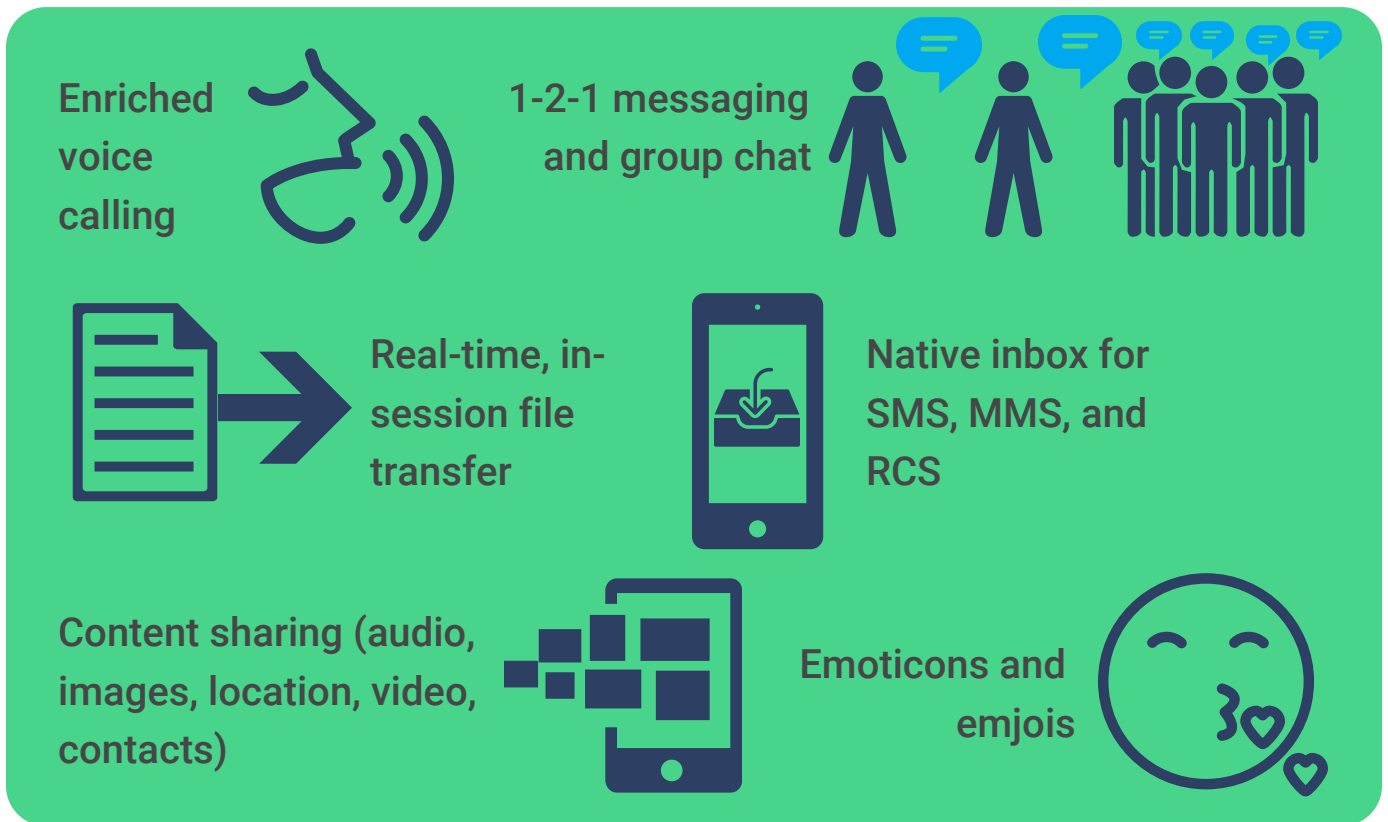 Enriched
voice
calling
1-2-1 messaging
and group chat
Real-time, in-
session file
transfer
Native inbox for
SMS, MMS, and
RCS
Content sharing (audio,
images, location, video,
contacts)
Emoticons and
emjois